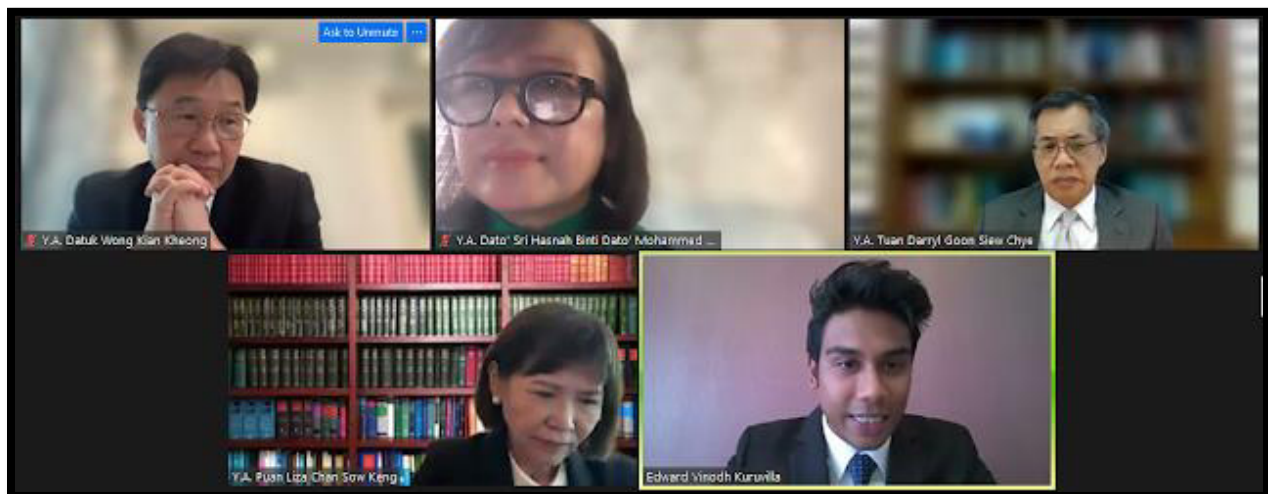 Ask to Unmute ...
Y.A. Datuk Wong Kian Kheong
Y.A. Dato' Sri Hasnah Binti Dato' Mohammed ...
Y.A. Tuan Darryl Goon Siew Chye
Y.A. Puan Liza Chan Sow Keng
Edward Vinodh Kuruvilla